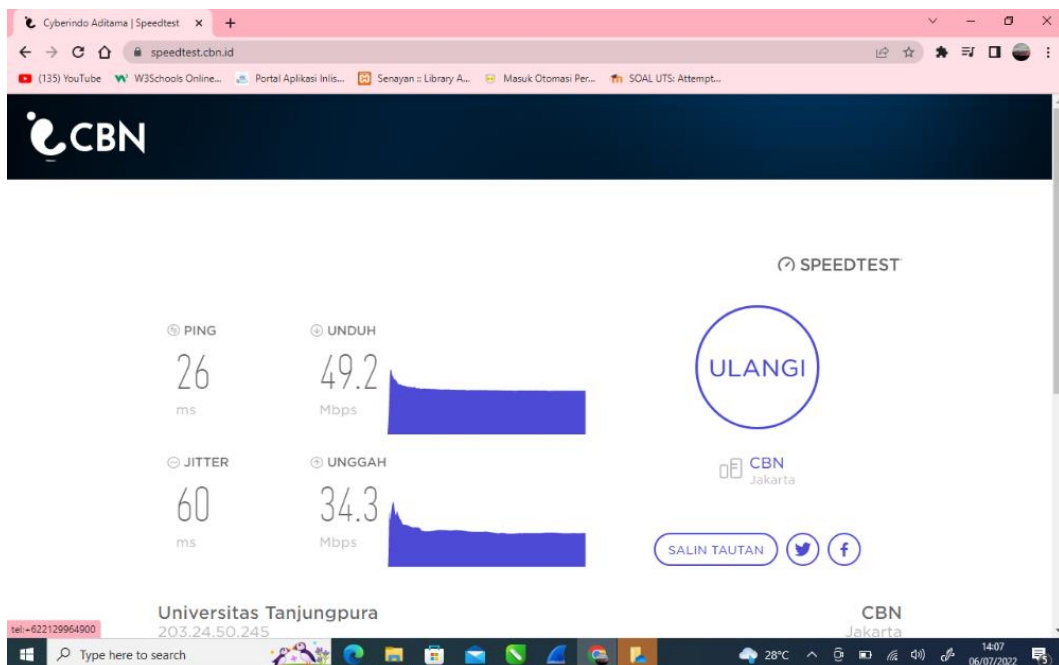 Cyberindo Aditama | Speedtest
speedtest.cbn.id
(135) YouTube W3Schools Online... Portal Aplikasi Inlis... Senayan :: Library A... Masuk Otomasi Per... SOAL UTS: Attempt...
CBN
SPEEDTEST
PING UNDUH
26 49.2
ms Mbps
ULANGI
JITTER UNGGAH
60 34.3
ms Mbps
CBN
Jakarta
SALIN TAUTAN
Universitas Tanjungpura CBN
203.24.50.245 Jakarta
tel:+622129964900
Type here to search 28°C 14:07
06/07/2022